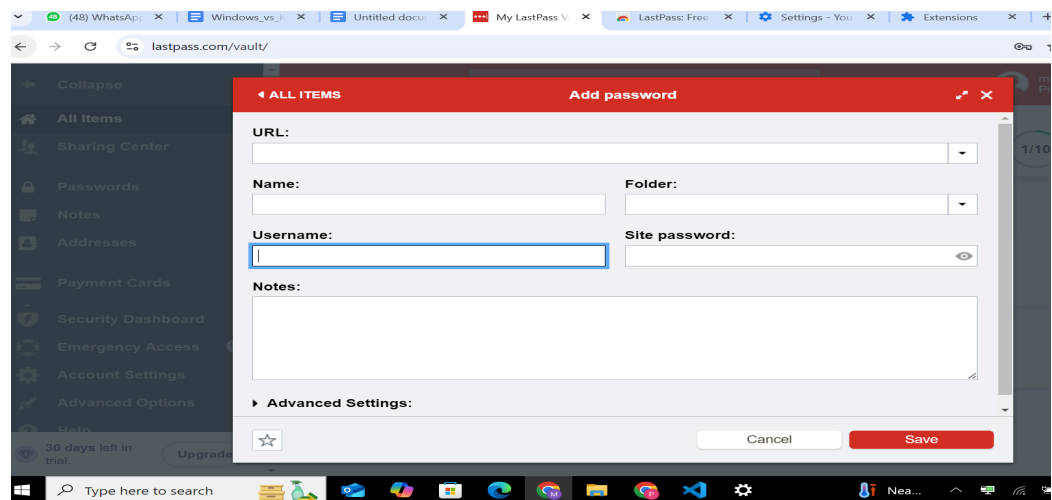 (48) WhatsAp
Windows_vs_
Untitled docu
My LastPass V
LastPass: Free
Settings - You
Extensions
lastpass.com/vault/
Collapse
ALL ITEMS
Add password
All Items
URL:
Sharing Center
1/10
Passwords
Name:
Folder:
Notes
Username:
Site password:
Addresses
Payment Cards
Notes:
Security Dashboard
Emergency Access
Account Settings
Advanced Options
Advanced Settings:
Help
30 days left in
trial.
Upgrade
Cancel
Save
Type here to search
Nea...